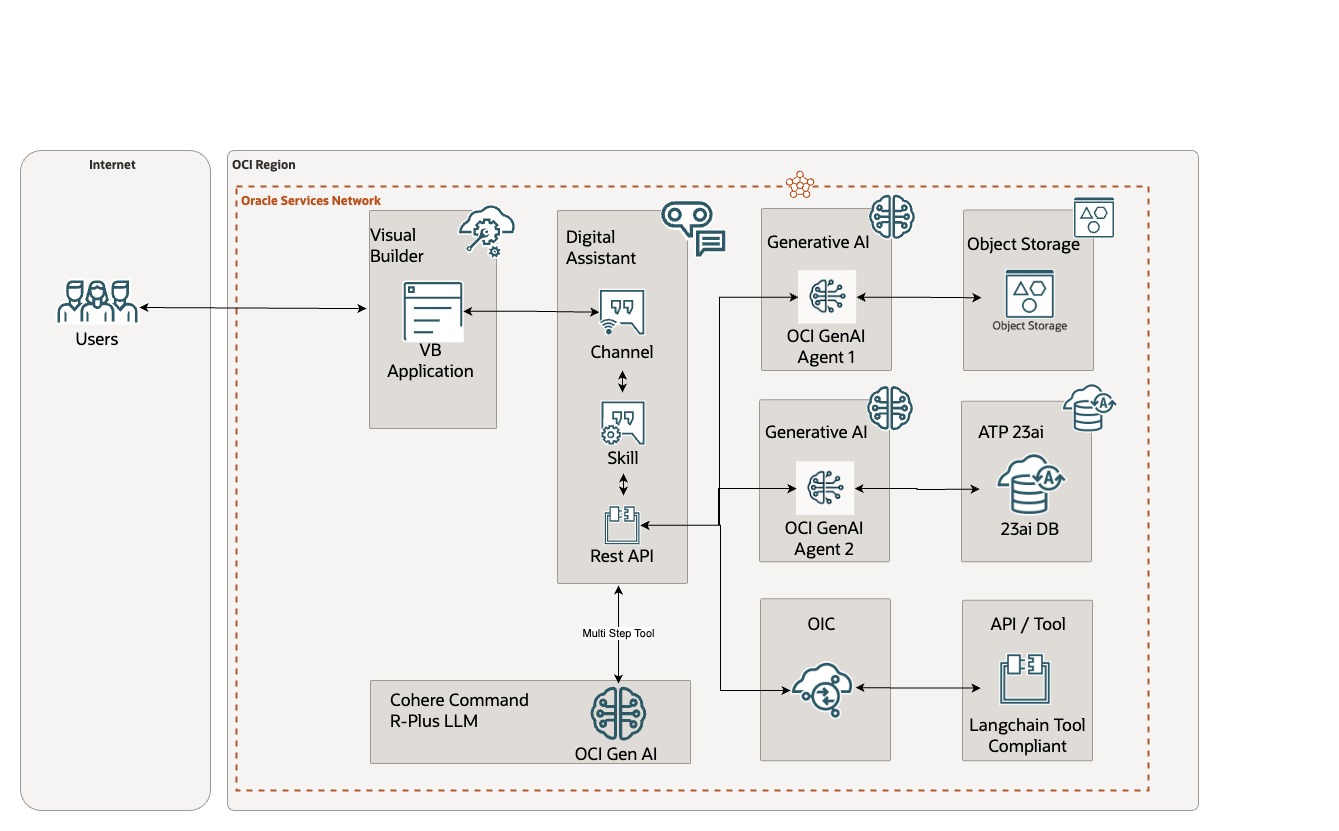 Internet
OCI Region
Oracle Services Network
Users
Visual
Builder
VB
Application
Digital
Assistant
Channel
Skill
Rest API
Multi Step Tool
Cohere Command
R-Plus LLM
OCI Gen AI
Generative AI
OCI GenAI
Agent 1
Object Storage
Object Storage
Generative AI
OCI GenAI
Agent 2
ATP 23ai
A
A
23ai DB
OIC
API / Tool
Langchain Tool
Compliant